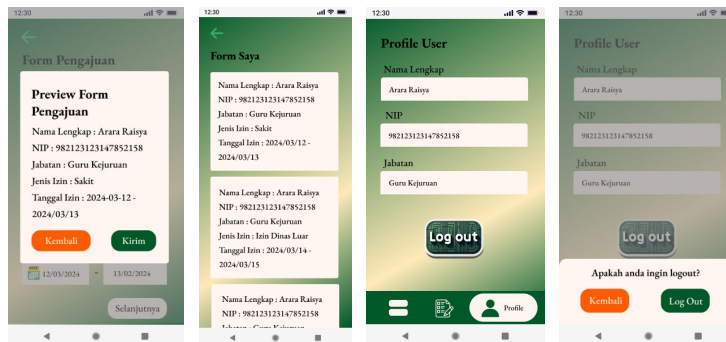 12:30
Form Pengajuan
Preview Form
Pengajuan
Nama Lengkap : Arara Raisya
NIP : 982123123147852158
Jabatan : Guru Kejuruan
Jenis Izin : Sakit
Tanggal Izin : 2024-03-12 -
2024/03/13
Kembali
Kirim
12/03/2024 - 13/02/2024
Selanjutnya
12:30
Form Saya
Nama Lengkap : Arara Raisya
NIP : 982123123147852158
Jabatan : Guru Kejuruan
Jenis Izin : Sakit
Tanggal Izin : 2024/03/12 -
2024/03/13
Nama Lengkap : Arara Raisya
NIP : 982123123147852158
Jabatan : Guru Kejuruan
Jenis Izin : Izin Dinas Luar
Tanggal Izin : 2024/03/14 -
2024/03/15
Nama Lengkap : Arara Raisya
NIP : 982123123147852158
Jabatan : Guru Kejuruan
12:30
Profile User
Nama Lengkap
Arara Raisya
NIP
982123123147852158
Jabatan
Guru Kejuruan
Log out
Profile
12:30
Profile User
Nama Lengkap
Arara Raisya
NIP
982123123147852158
Jabatan
Guru Kejuruan
Log out
Apakah anda ingin logout?
Kembali
Log Out